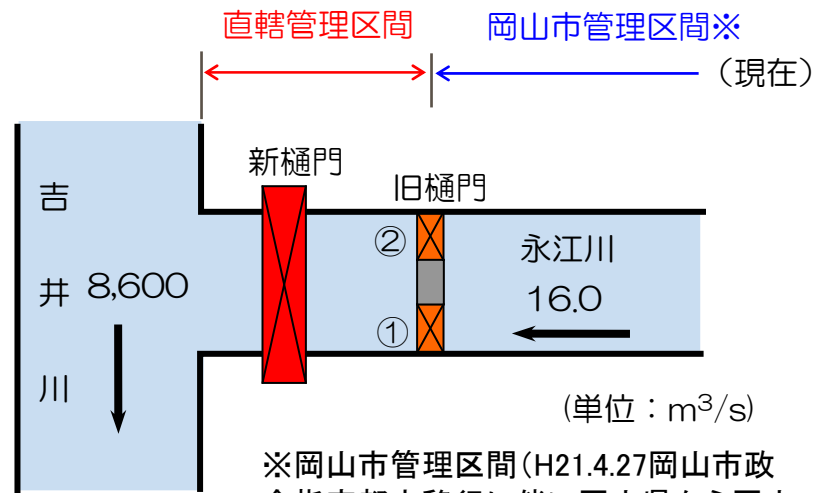 直轄管理区間
岡山市管理区間※
(現在)
新樋門
旧樋門
吉井川
8,600
②
①
永江川
16.0
(単位:m³/s)
※岡山市管理区間(H21.4.27岡山市政